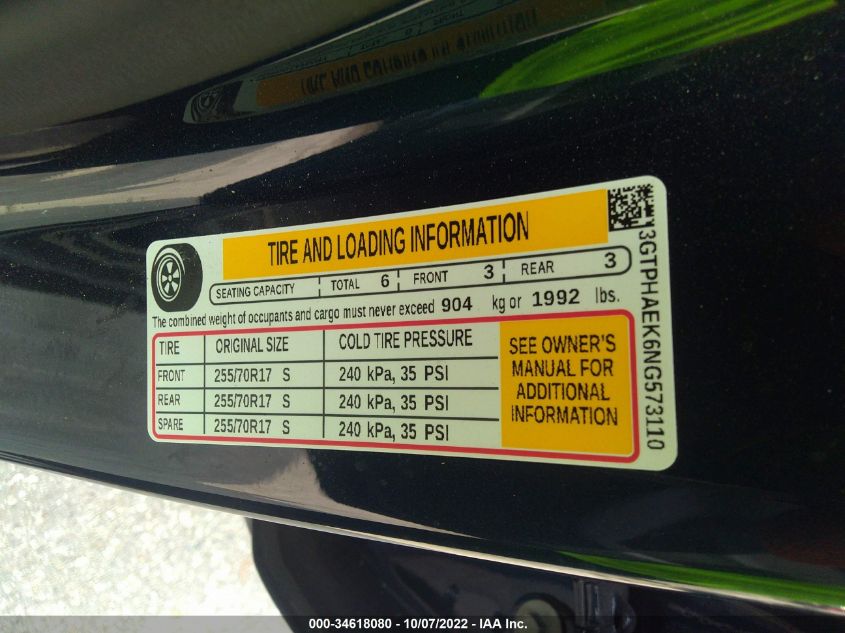 TIRE AND LOADING INFORMATION
SEATING CAPACITY TOTAL 6 FRONT 3 REAR 3
The combined weight of occupants and cargo must never exceed 904 kg or 1992 lbs.
TIRE ORIGINAL SIZE COLD TIRE PRESSURE
FRONT 255/70R17 S 240 kPa, 35 PSI
REAR 255/70R17 S 240 kPa, 35 PSI
SPARE 255/70R17 S 240 kPa, 35 PSI
SEE OWNER'S
MANUAL FOR
ADDITIONAL
INFORMATION
3GTPHAEK6NG573110
000-34618080 - 10/07/2022 - IAA Inc.